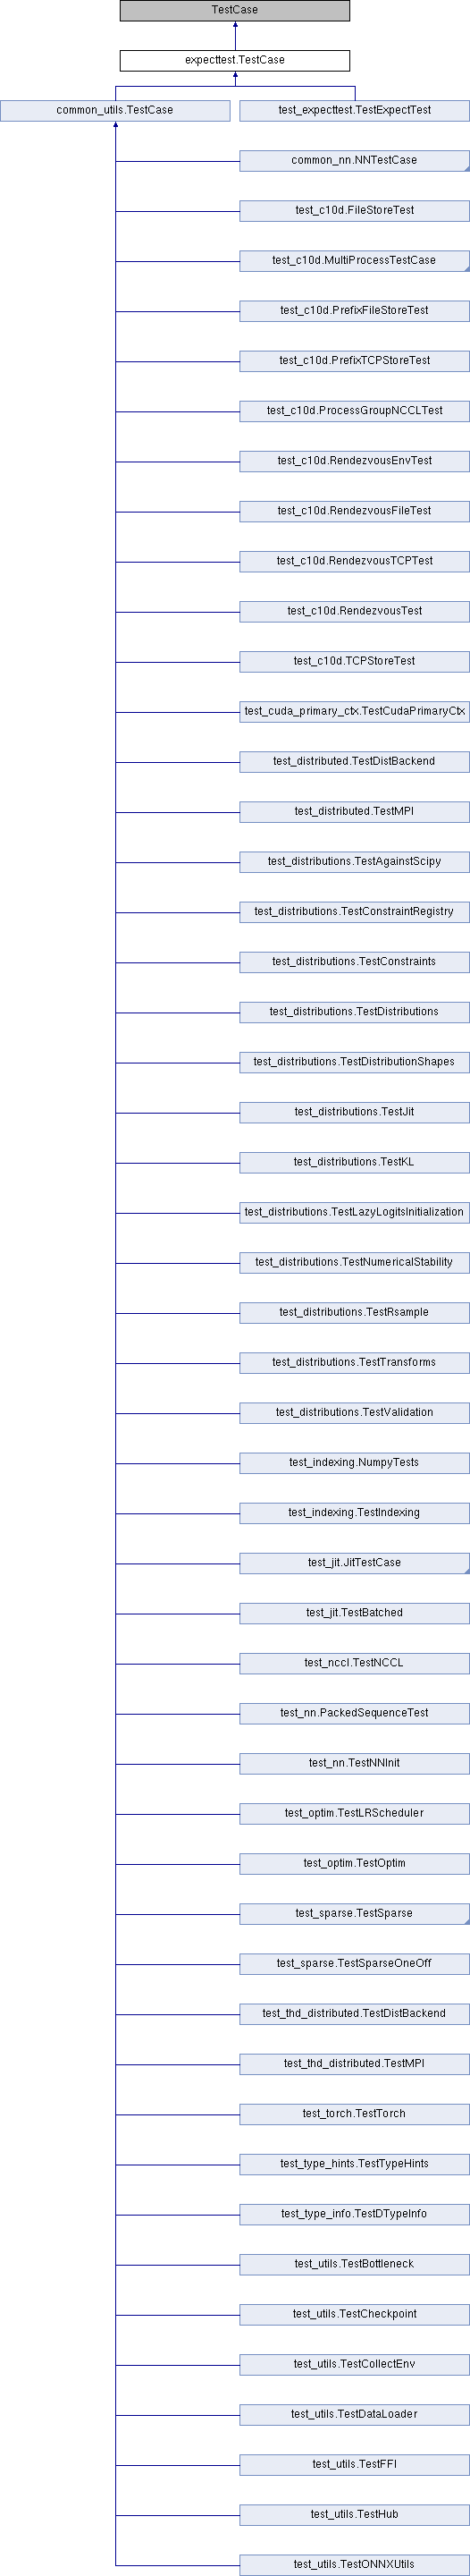 TestCase
expecttest.TestCase
common_utils.TestCase
test_expecttest.TestExpectTest
common_nn.NNTestCase
test_c10d.FileStoreTest
test_c10d.MultiProcessTestCase
test_c10d.PrefixFileStoreTest
test_c10d.PrefixTCPStoreTest
test_c10d.ProcessGroupNCCLTest
test_c10d.RendezvousEnvTest
test_c10d.RendezvousFileTest
test_c10d.RendezvousTCPTest
test_c10d.RendezvousTest
test_c10d.TCPStoreTest
test_cuda_primary_ctx.TestCudaPrimaryCtx
test_distributed.TestDistBackend
test_distributed.TestMPI
test_distributions.TestAgainstScipy
test_distributions.TestConstraintRegistry
test_distributions.TestConstraints
test_distributions.TestDistributions
test_distributions.TestDistributionShapes
test_distributions.TestJit
test_distributions.TestKL
test_distributions.TestLazyLogitsInitialization
test_distributions.TestNumericalStability
test_distributions.TestRsample
test_distributions.TestTransforms
test_distributions.TestValidation
test_indexing.NumpyTests
test_indexing.TestIndexing
test_jit.JitTestCase
test_jit.TestBatched
test_nccl.TestNCCL
test_nn.PackedSequenceTest
test_nn.TestNNInit
test_optim.TestLRScheduler
test_optim.TestOptim
test_sparse.TestSparse
test_sparse.TestSparseOneOff
test_thd_distributed.TestDistBackend
test_thd_distributed.TestMPI
test_torch.TestTorch
test_type_hints.TestTypeHints
test_type_info.TestDTypeInfo
test_utils.TestBottleneck
test_utils.TestCheckpoint
test_utils.TestCollectEnv
test_utils.TestDataLoader
test_utils.TestFFI
test_utils.TestHub
test_utils.TestONNXUtils